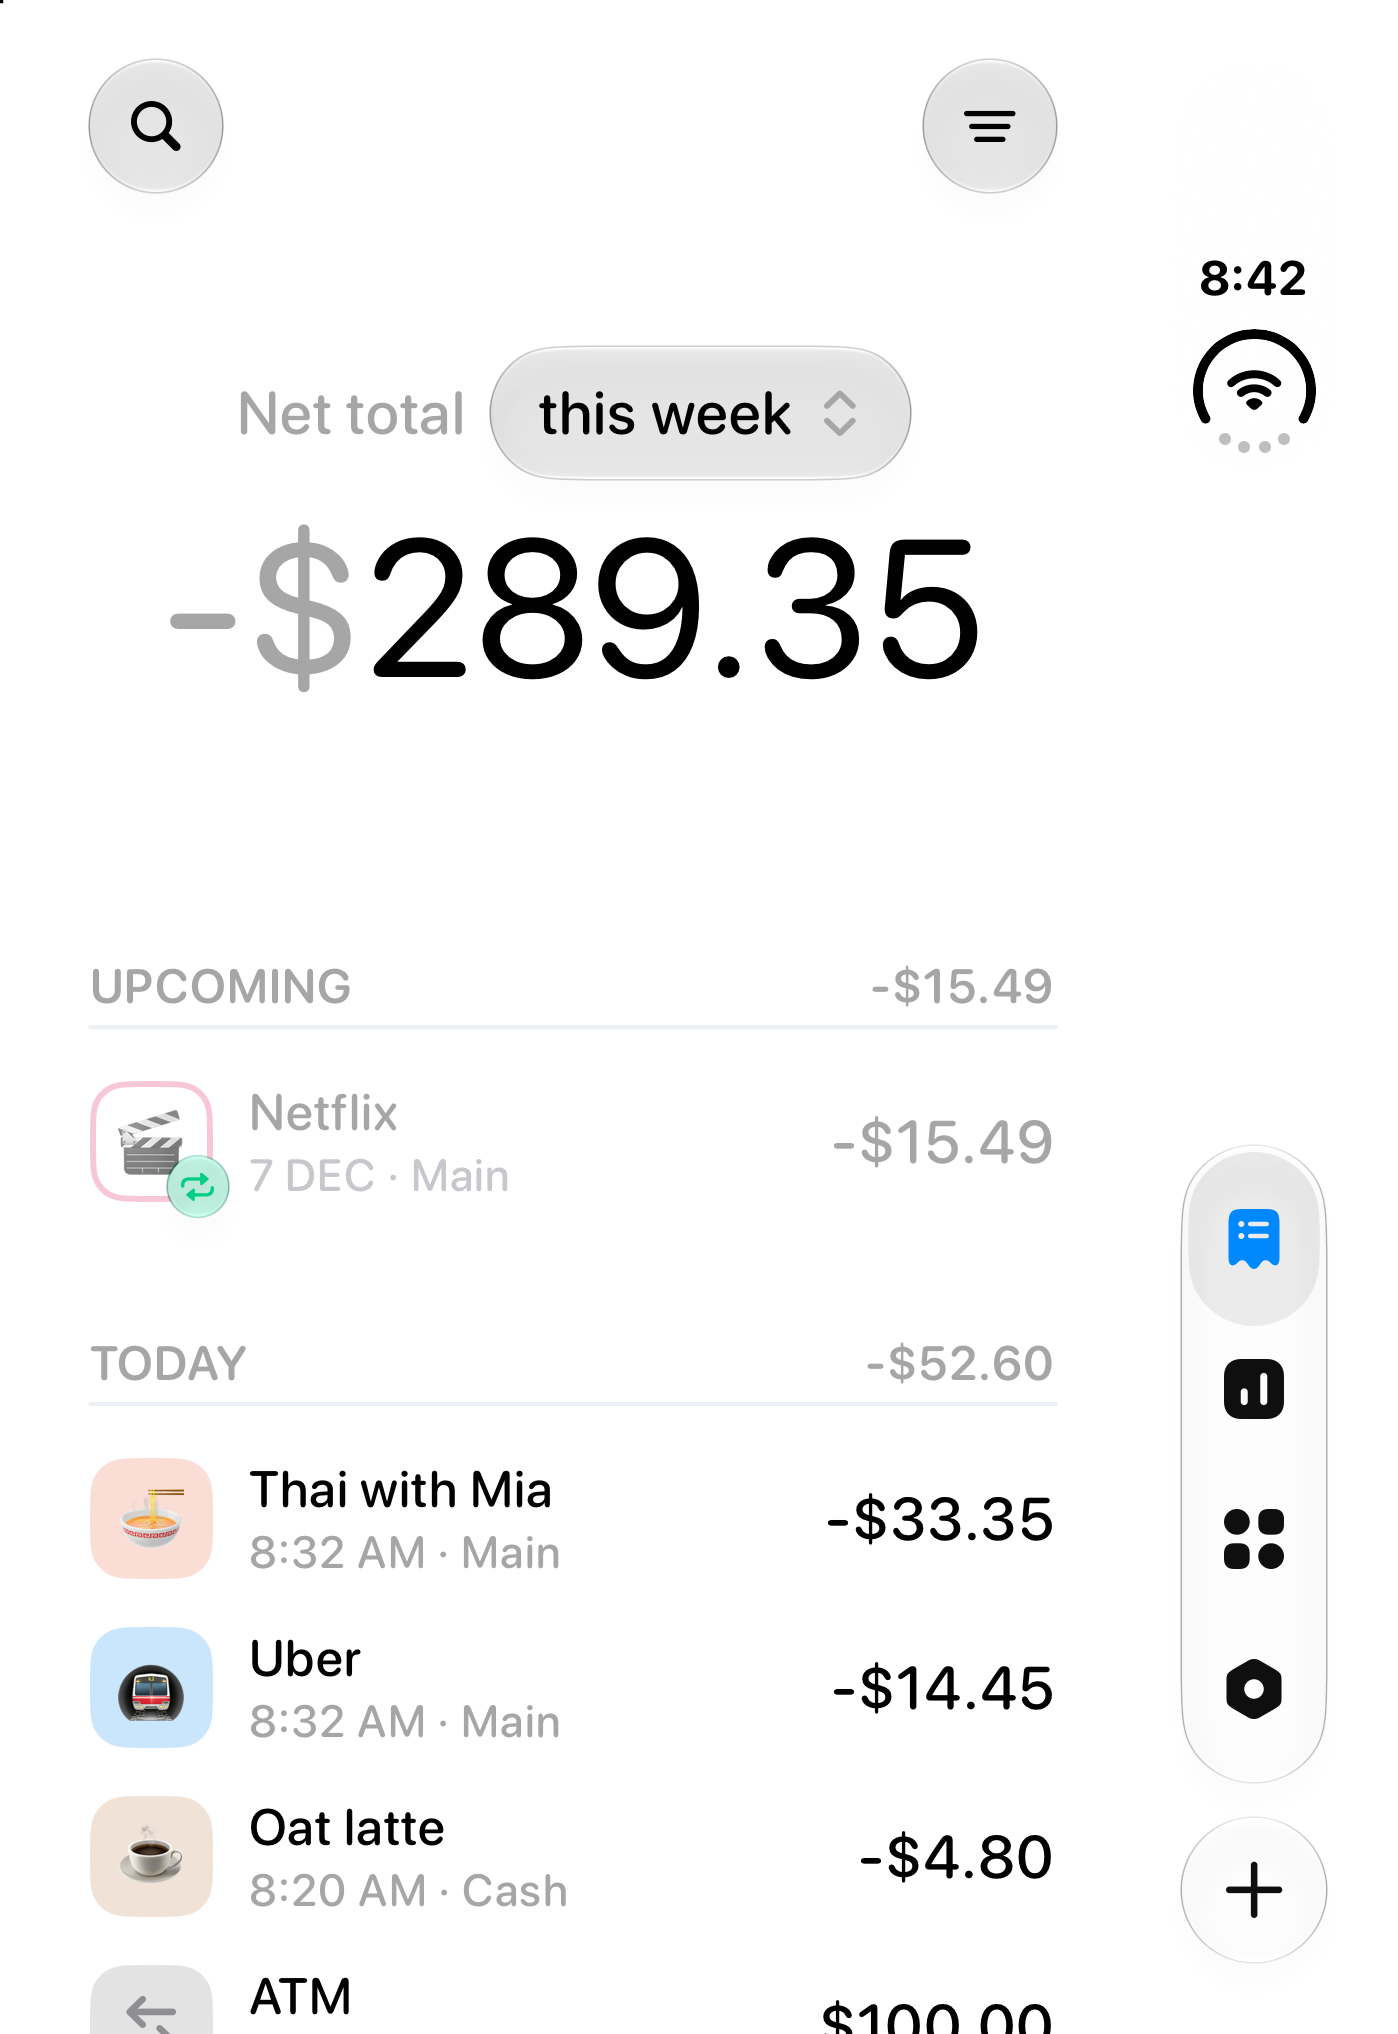 8:42
Net total this week
-$289.35
UPCOMING -$15.49
Netflix
7 DEC · Main
-$15.49
TODAY -$52.60
Thai with Mia
8:32 AM · Main
-$33.35
Uber
8:32 AM · Main
-$14.45
Oat latte
8:20 AM · Cash
-$4.80
ATM
$100.00